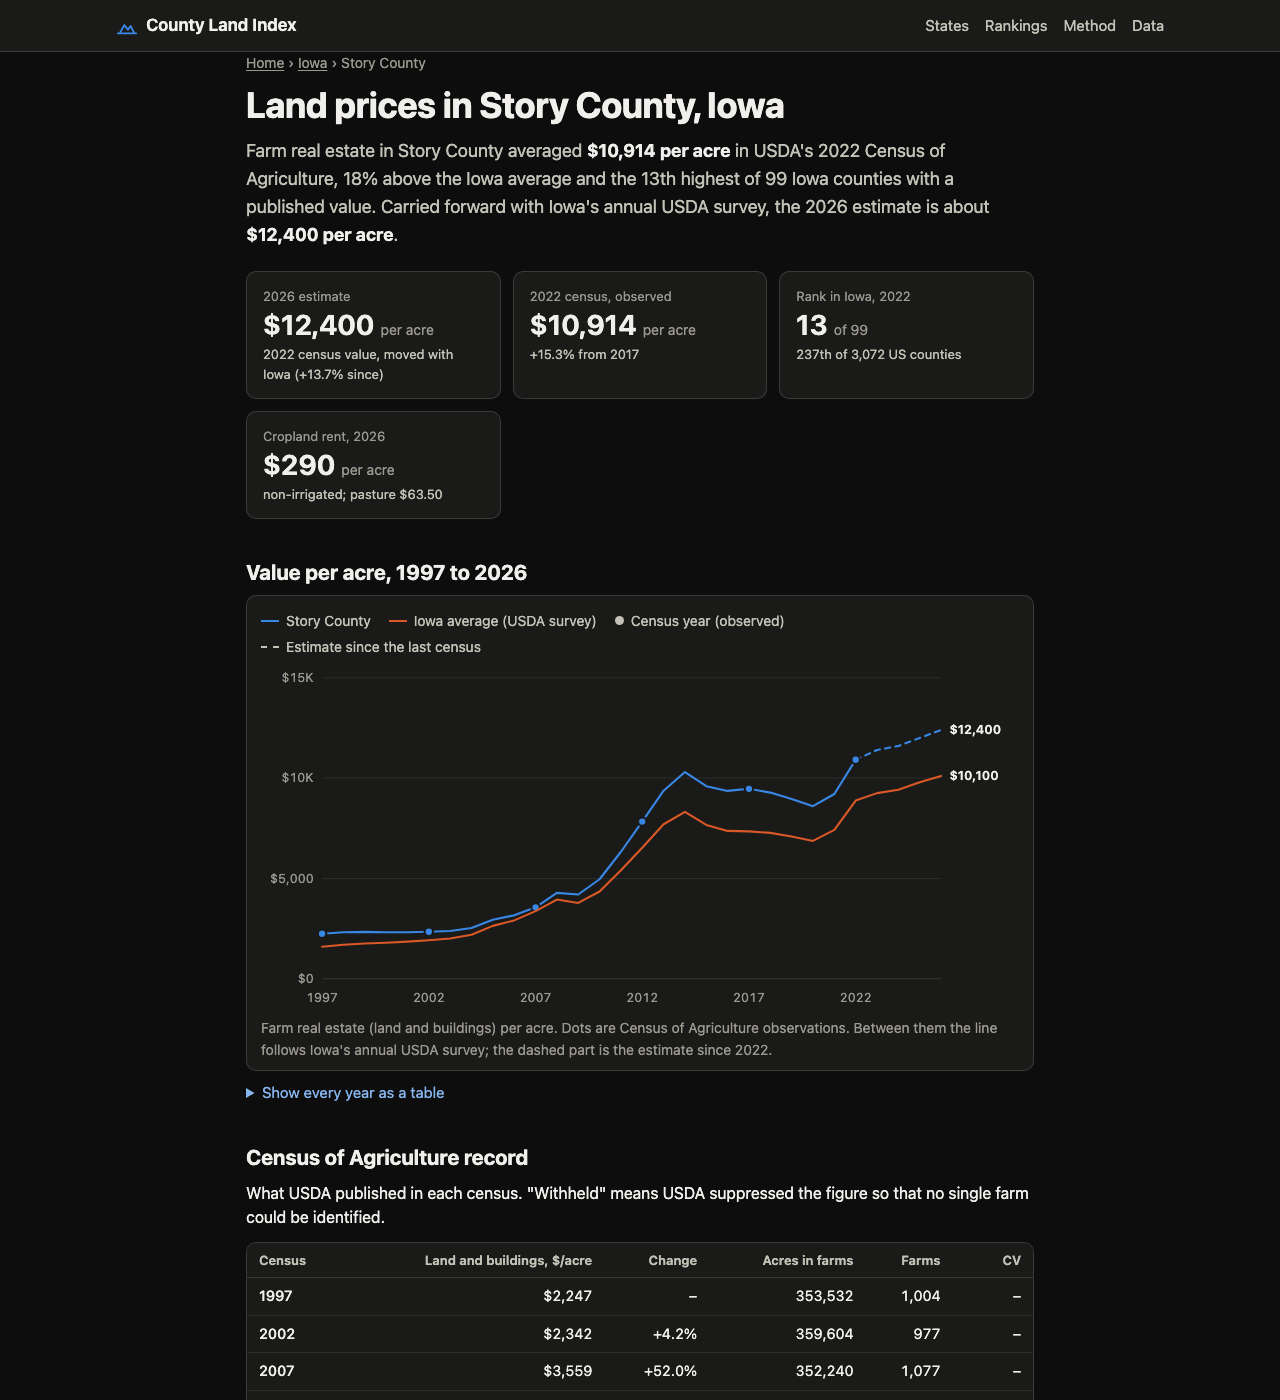 County Land Index
States Rankings Method Data
Home › Iowa › Story County
Land prices in Story County, Iowa
Farm real estate in Story County averaged $10,914 per acre in USDA's 2022 Census of
Agriculture, 18% above the Iowa average and the 13th highest of 99 Iowa counties with a
published value. Carried forward with Iowa's annual USDA survey, the 2026 estimate is about
$12,400 per acre.
2026 estimate
$12,400 per acre
2022 census value, moved with
Iowa (+13.7% since)
2022 census, observed
$10,914 per acre
+15.3% from 2017
Rank in Iowa, 2022
13 of 99
237th of 3,072 US counties
Cropland rent, 2026
$290 per acre
non-irrigated; pasture $63.50
Value per acre, 1997 to 2026
Story County Iowa average (USDA survey) Census year (observed)
Estimate since the last census
$15K
$12,400
$10K
$10,100
$5,000
$0
1997 2002 2007 2012 2017 2022
Farm real estate (land and buildings) per acre. Dots are Census of Agriculture observations. Between them the line
follows Iowa's annual USDA survey; the dashed part is the estimate since 2022.
Show every year as a table
Census of Agriculture record
What USDA published in each census. "Withheld" means USDA suppressed the figure so that no single farm
could be identified.
Census Land and buildings, $/acre Change Acres in farms Farms CV
1997 $2,247 – 353,532 1,004 –
2002 $2,342 +4.2% 359,604 977 –
2007 $3,559 +52.0% 352,240 1,077 –